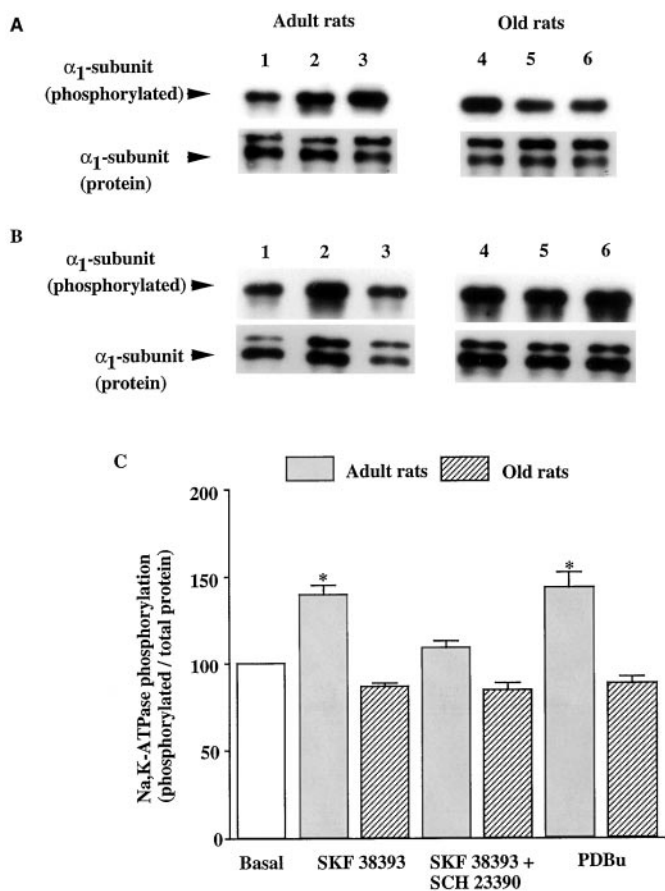 A
Adult rats
Old rats
1 2 3 4 5 6
α1-subunit
(phosphorylated)
α1-subunit
(protein)
B
1 2 3 4 5 6
α1-subunit
(phosphorylated)
α1-subunit
(protein)
C
Adult rats
Old rats
Na,K-ATPase phosphorylation
(phosphorylated / total protein)
200
150
100
50
0
*
*
Basal
SKF 38393
SKF 38393 +
SCH 23390
PDBu